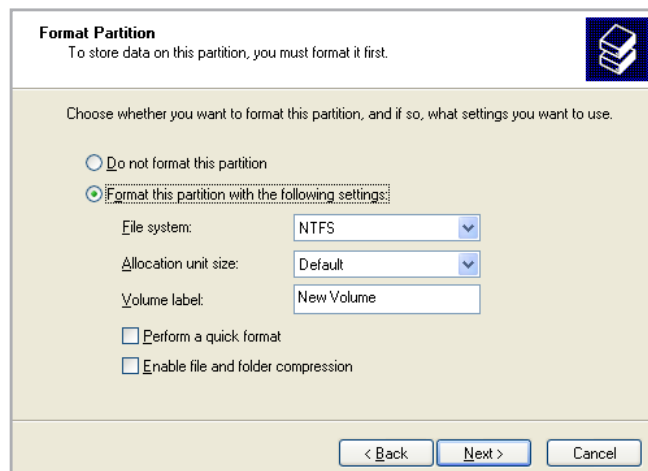 Format Partition
To store data on this partition, you must format it first.
Choose whether you want to format this partition, and if so, what settings you want to use.
Do not format this partition
Format this partition with the following settings:
File system: NTFS
Allocation unit size: Default
Volume label: New Volume
Perform a quick format
Enable file and folder compression
< Back Next > Cancel